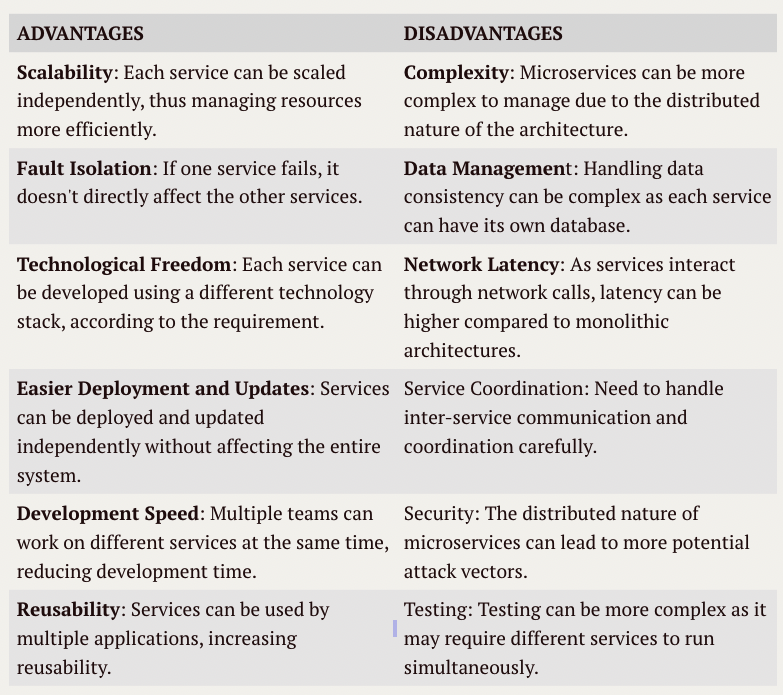 ADVANTAGES
DISADVANTAGES
Scalability: Each service can be scaled
independently, thus managing resources
more efficiently.
Complexity: Microservices can be more
complex to manage due to the distributed
nature of the architecture.
Fault Isolation: If one service fails, it
doesn't directly affect the other services.
Data Management: Handling data
consistency can be complex as each service
can have its own database.
Technological Freedom: Each service can
be developed using a different technology
stack, according to the requirement.
Network Latency: As services interact
through network calls, latency can be
higher compared to monolithic
architectures.
Easier Deployment and Updates: Services
can be deployed and updated
independently without affecting the entire
system.
Service Coordination: Need to handle
inter-service communication and
coordination carefully.
Development Speed: Multiple teams can
work on different services at the same time,
reducing development time.
Security: The distributed nature of
microservices can lead to more potential
attack vectors.
Reusability: Services can be used by
multiple applications, increasing
reusability.
Testing: Testing can be more complex as it
may require different services to run
simultaneously.